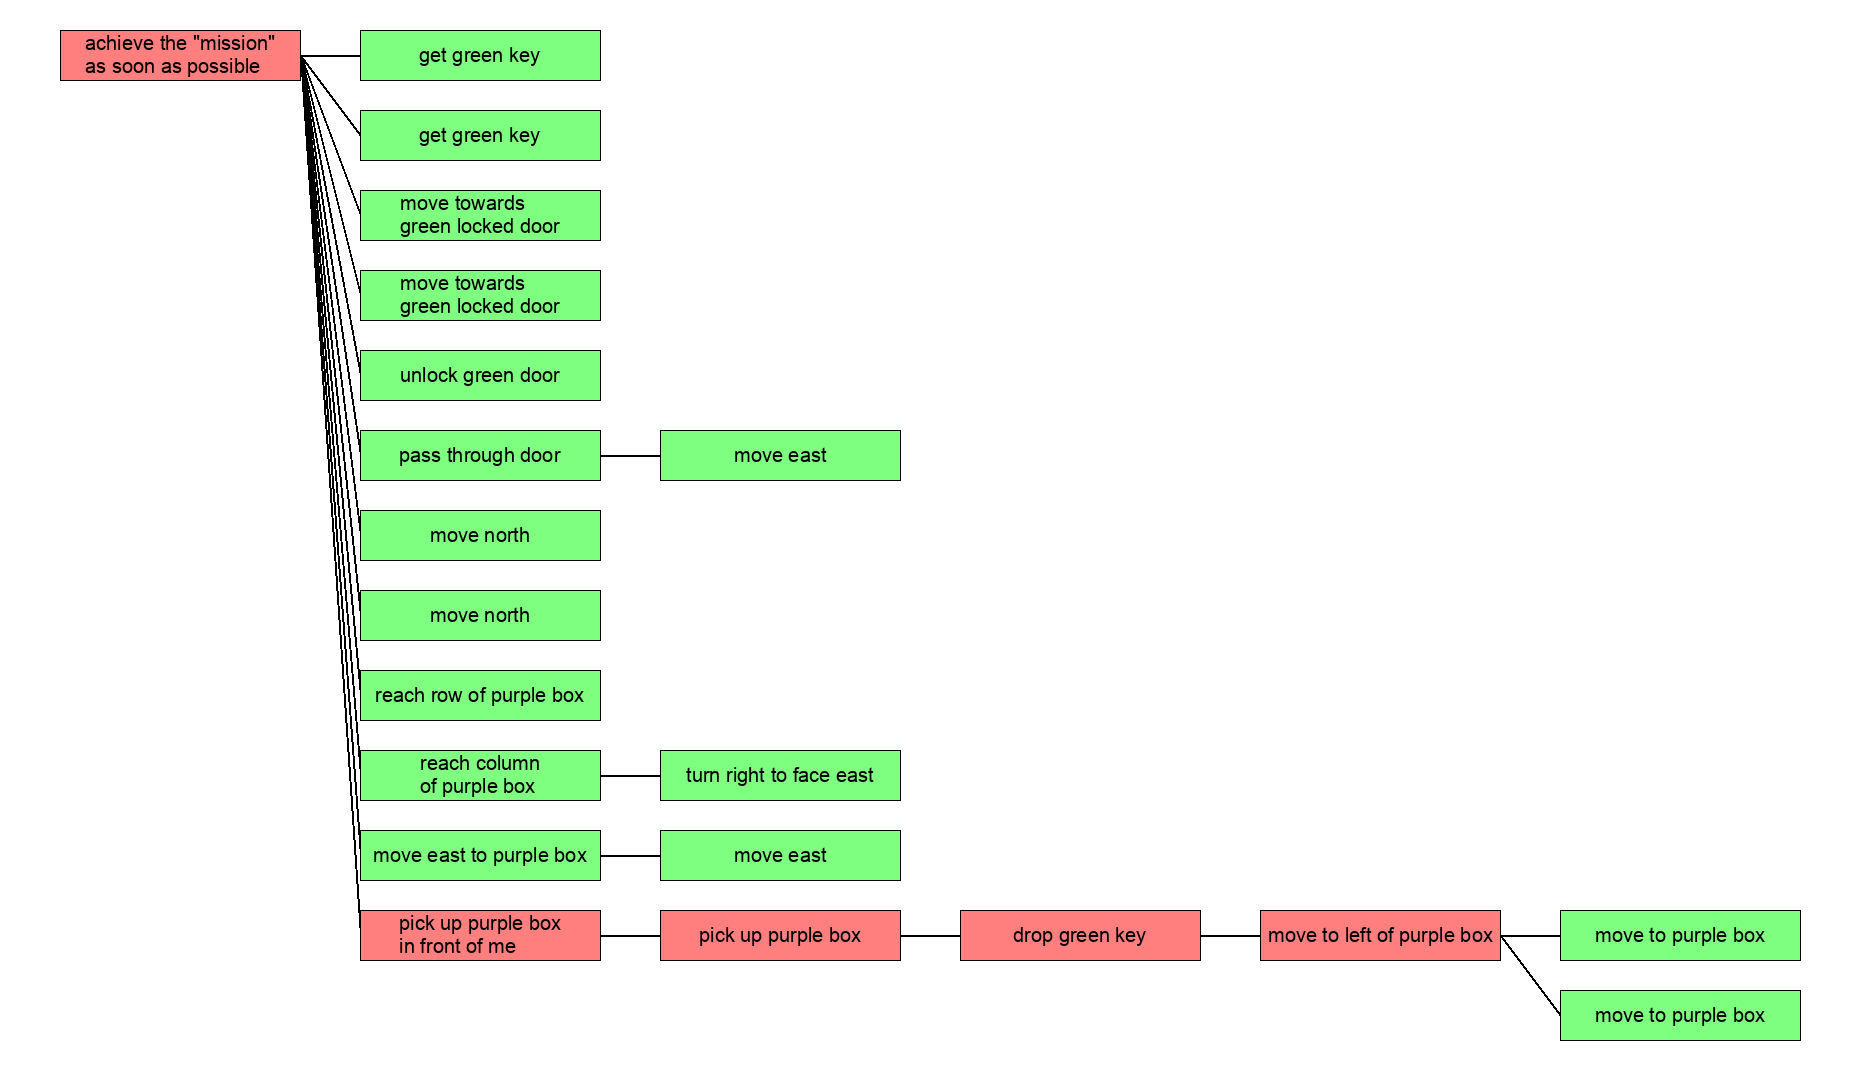 achieve the "mission"
as soon as possible
get green key
get green key
move towards
green locked door
move towards
green locked door
unlock green door
pass through door
move east
move north
move north
reach row of purple box
reach column
of purple box
turn right to face east
move east to purple box
move east
pick up purple box
in front of me
pick up purple box
drop green key
move to left of purple box
move to purple box
move to purple box